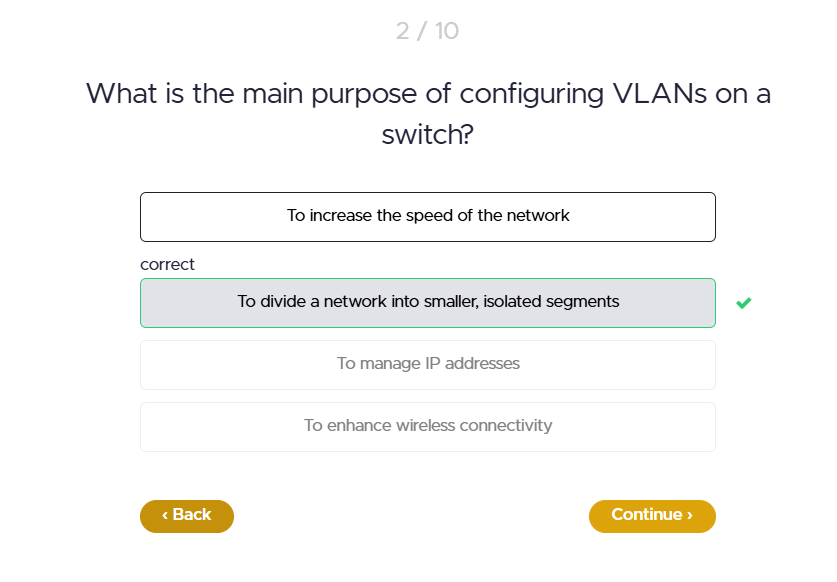 2 / 10
What is the main purpose of configuring VLANs on a
switch?
To increase the speed of the network
correct
To divide a network into smaller, isolated segments
To manage IP addresses
To enhance wireless connectivity
‹ Back
Continue ›